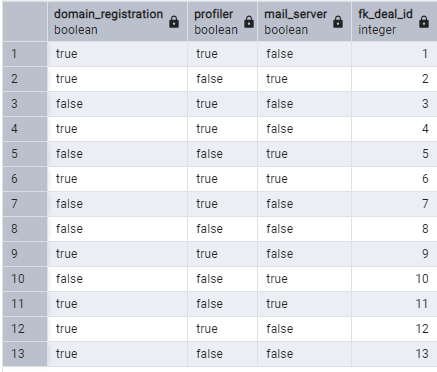 domain_registration profiler mail_server fk_deal_id
boolean boolean boolean integer
1 true true false 1
2 true false true 2
3 false true false 3
4 true true false 4
5 false false true 5
6 true true true 6
7 false true false 7
8 false false false 8
9 true true false 9
10 false false true 10
11 true false true 11
12 true true false 12
13 true false false 13